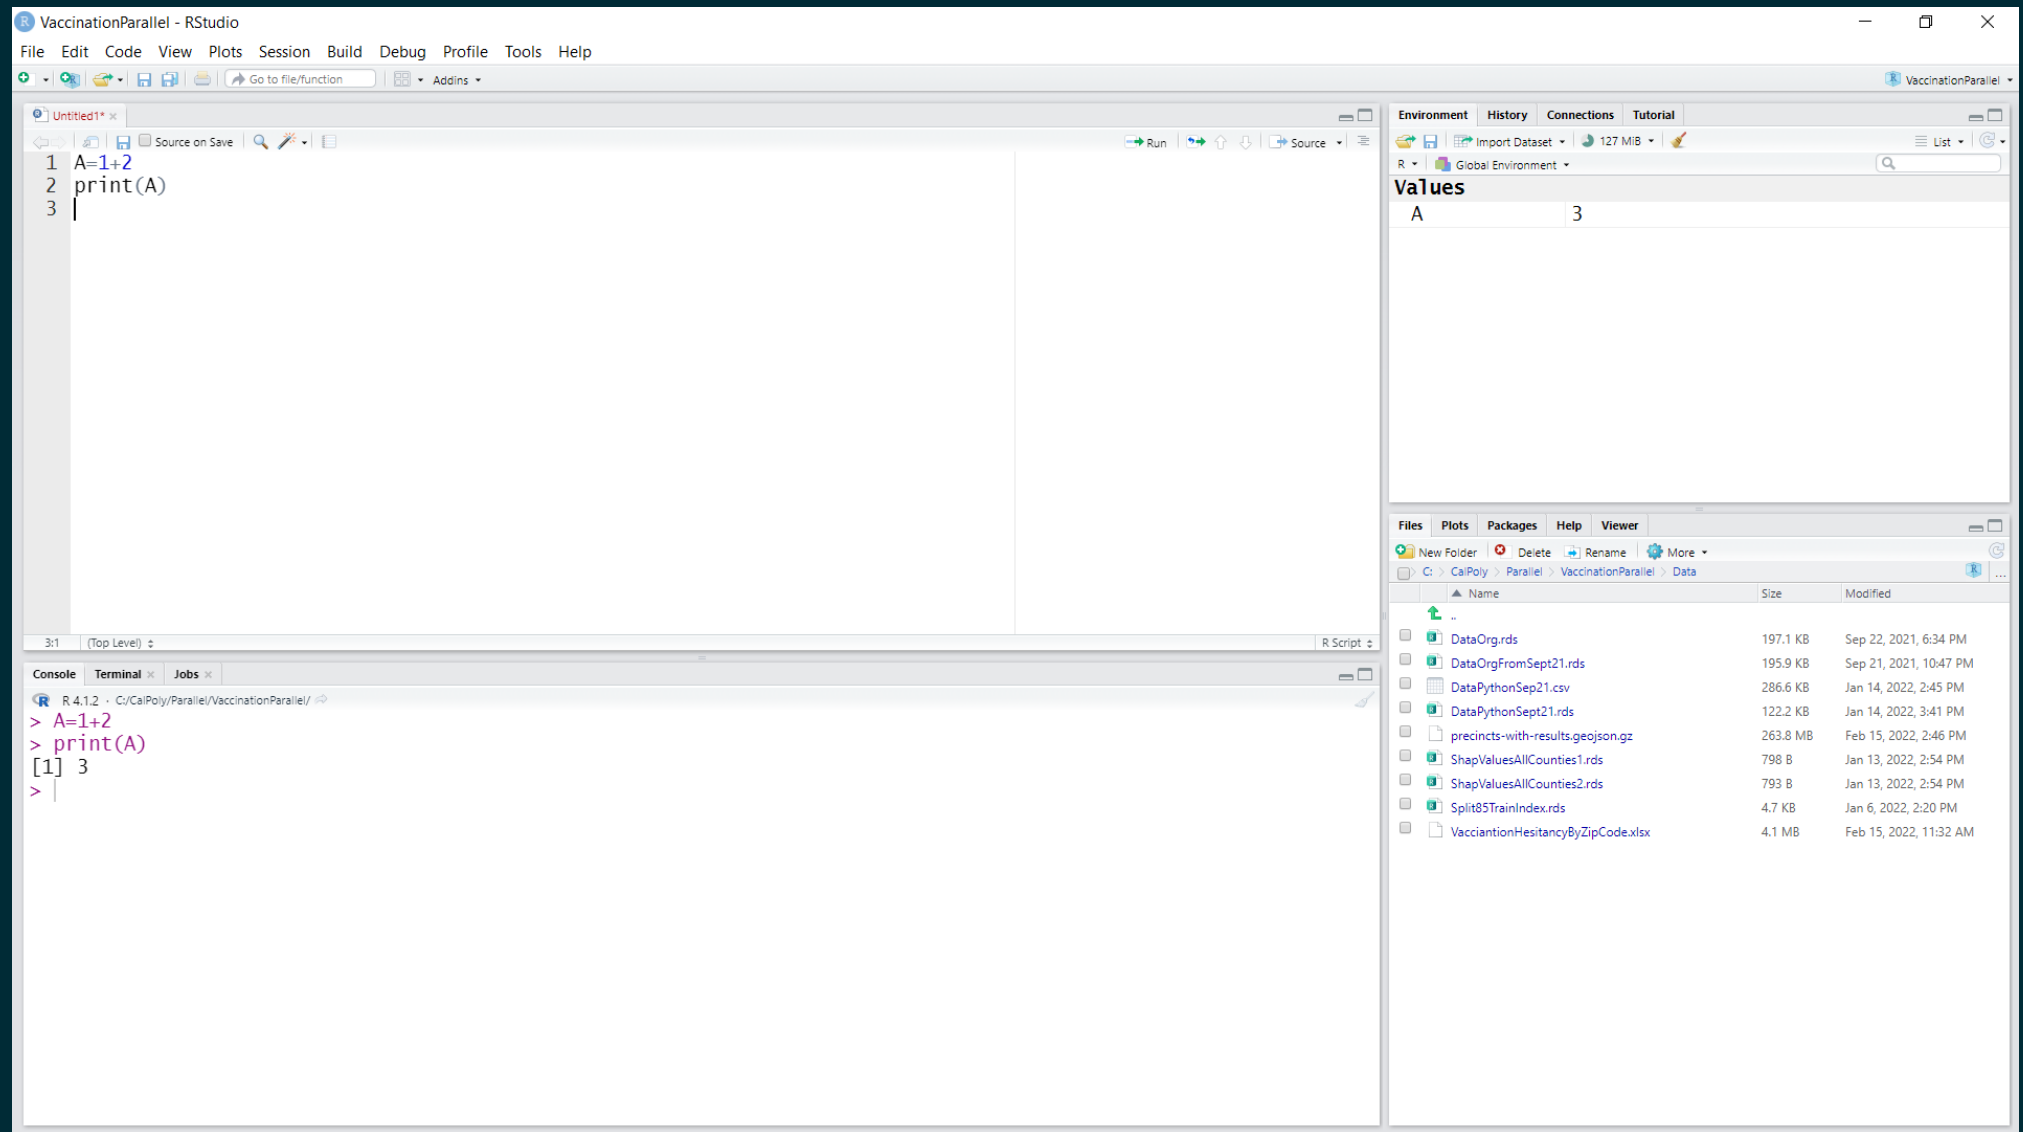 VaccinationParallel - RStudio
File Edit Code View Plots Session Build Debug Profile Tools Help
Go to file/function Addins VaccinationParallel
Untitled1*
Source on Save Run Source
1 A=1+2
2 print(A)
3
3:1 (Top Level) R Script
Console Terminal Jobs
R 4.1.2 · C:/CalPoly/Parallel/VaccinationParallel/
> A=1+2
> print(A)
[1] 3
>
Environment History Connections Tutorial
Import Dataset 127 MiB List
R Global Environment
Values
A 3
Files Plots Packages Help Viewer
New Folder Delete Rename More
C: CalPoly Parallel VaccinationParallel Data ...
Name Size Modified
..
DataOrg.rds 197.1 KB Sep 22, 2021, 6:34 PM
DataOrgFromSept21.rds 195.9 KB Sep 21, 2021, 10:47 PM
DataPythonSep21.csv 286.6 KB Jan 14, 2022, 2:45 PM
DataPythonSept21.rds 122.2 KB Jan 14, 2022, 3:41 PM
precincts-with-results.geojson.gz 263.8 MB Feb 15, 2022, 2:46 PM
ShapValuesAllCounties1.rds 798 B Jan 13, 2022, 2:54 PM
ShapValuesAllCounties2.rds 793 B Jan 13, 2022, 2:54 PM
Split85TrainIndex.rds 4.7 KB Jan 6, 2022, 2:20 PM
VacciantionHesitancyByZipCode.xlsx 4.1 MB Feb 15, 2022, 11:32 AM